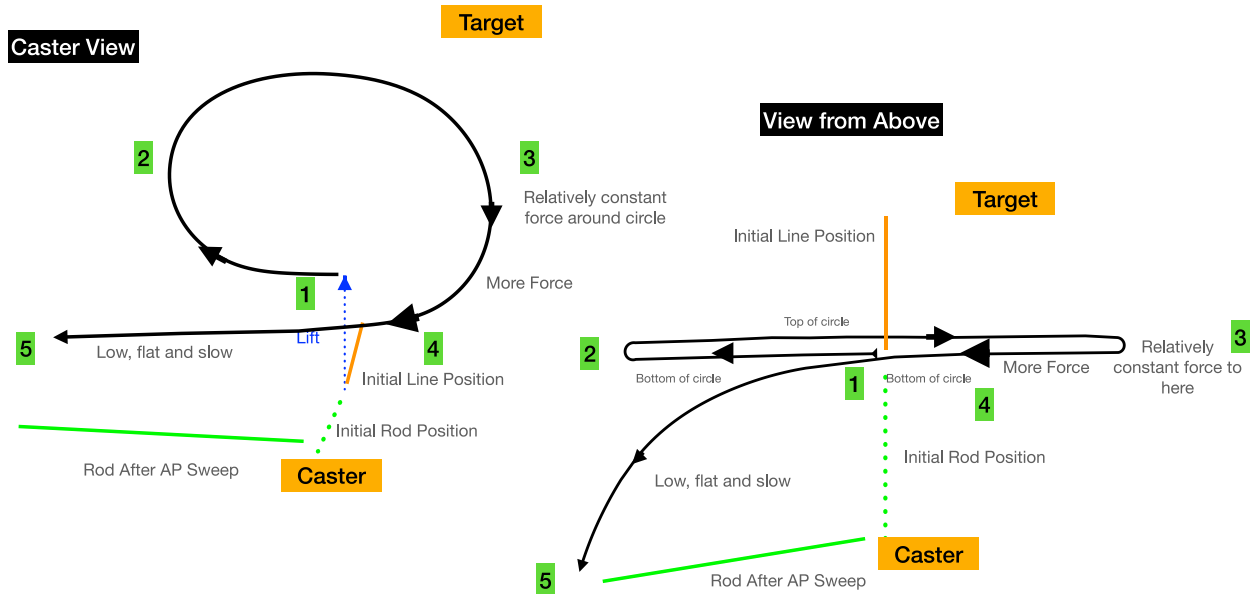 Caster View
Target
2
3
Relatively constant
force around circle
1
More Force
Lift
4
5
Low, flat and slow
Initial Line Position
Initial Rod Position
Rod After AP Sweep
Caster
View from Above
Target
Initial Line Position
Top of circle
2
3
Bottom of circle
1
Bottom of circle
More Force
Relatively
constant force to
here
4
Initial Rod Position
Low, flat and slow
Caster
5
Rod After AP Sweep